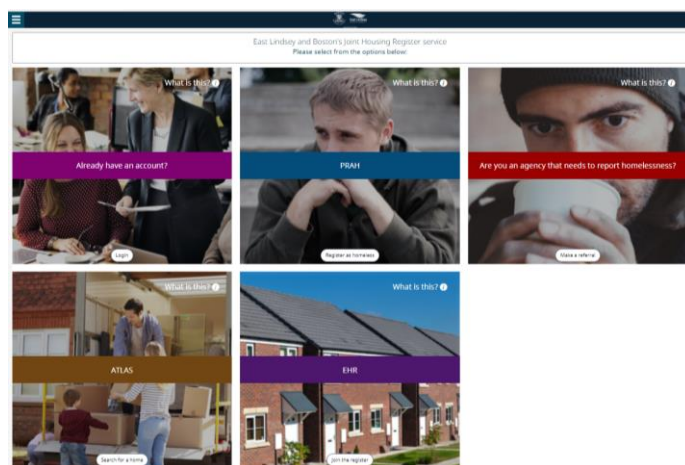 East Lindsey and Boston's Joint Housing Register service
Please select from the options below:
What is this?
Already have an account?
Login
What is this?
PRAH
Register as homeless
What is this?
Are you an agency that needs to report homelessness?
Make a referral
What is this?
ATLAS
Search for a home
What is this?
EHR
Join the register